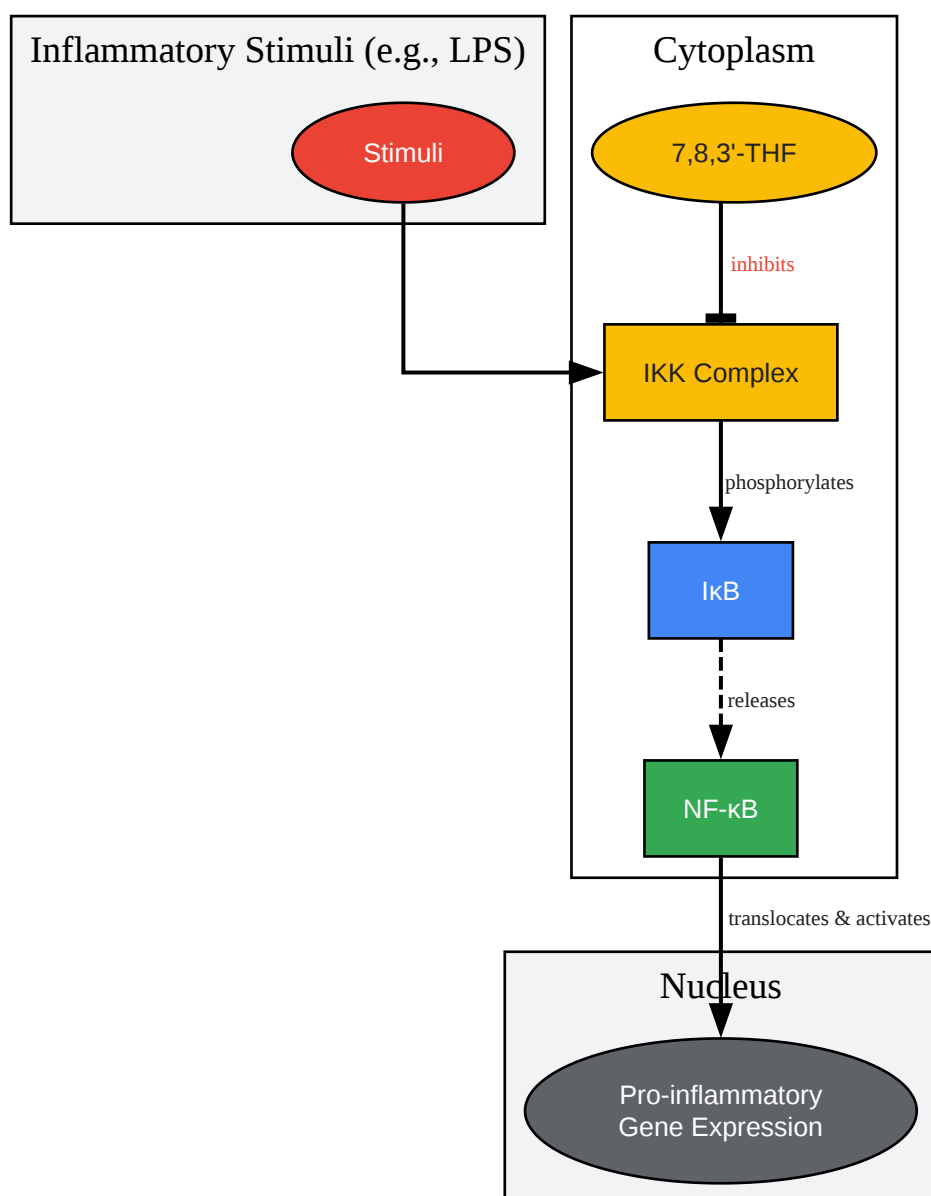 Inflammatory Stimuli (e.g., LPS)
Stimuli
Cytoplasm
7,8,3'-THF
inhibits
IKK Complex
phosphorylates
IκB
releases
NF-κB
translocates & activates
Nucleus
Pro-inflammatory
Gene Expression